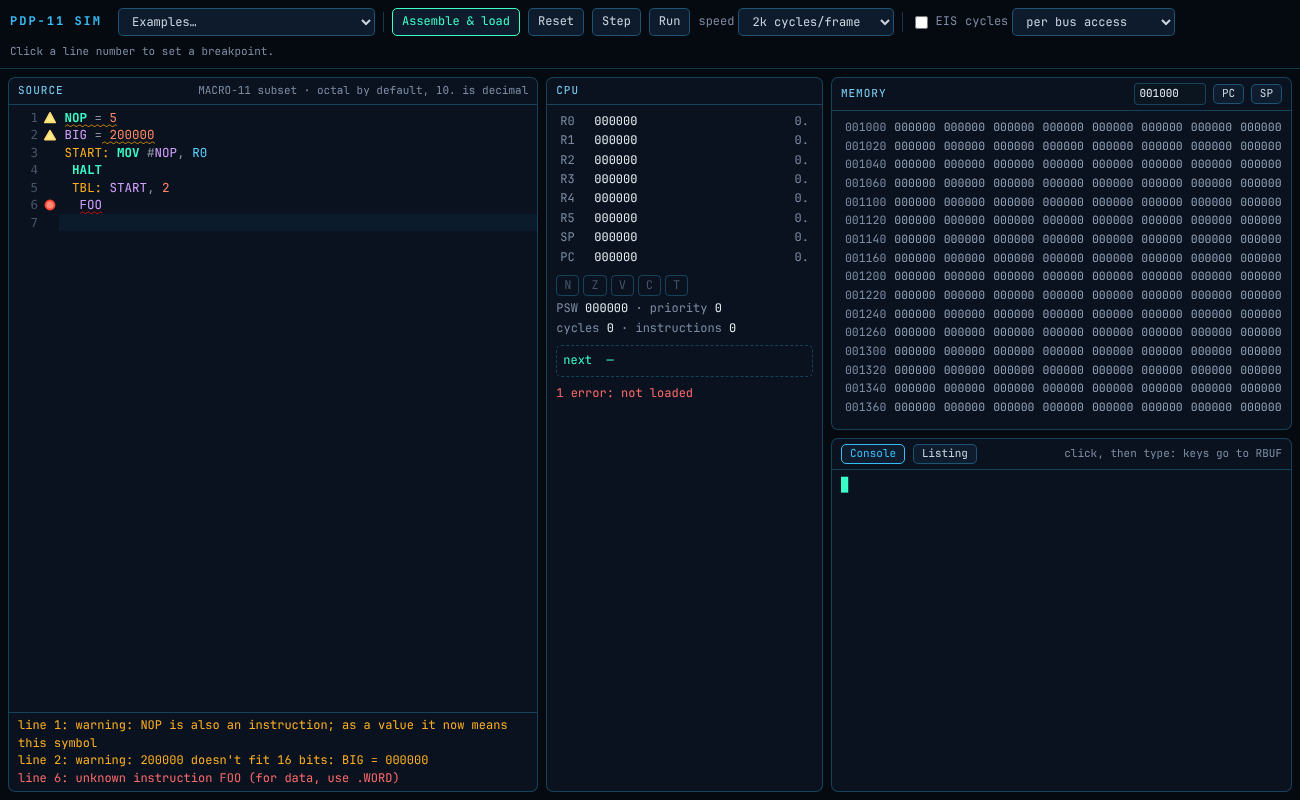 PDP-11 SIM Examples… Assemble & load Reset Step Run speed 2k cycles/frame EIS cycles per bus access
Click a line number to set a breakpoint.
SOURCE MACRO-11 subset · octal by default, 10. is decimal
1 NOP = 5
2 BIG = 200000
3 START: MOV #NOP, R0
4 HALT
5 TBL: START, 2
6 FOO
7
line 1: warning: NOP is also an instruction; as a value it now means
this symbol
line 2: warning: 200000 doesn't fit 16 bits: BIG = 000000
line 6: unknown instruction FOO (for data, use .WORD)
CPU
R0 000000 0.
R1 000000 0.
R2 000000 0.
R3 000000 0.
R4 000000 0.
R5 000000 0.
SP 000000 0.
PC 000000 0.
N Z V C T
PSW 000000 · priority 0
cycles 0 · instructions 0
next —
1 error: not loaded
MEMORY 001000 PC SP
001000 000000 000000 000000 000000 000000 000000 000000 000000
001020 000000 000000 000000 000000 000000 000000 000000 000000
001040 000000 000000 000000 000000 000000 000000 000000 000000
001060 000000 000000 000000 000000 000000 000000 000000 000000
001100 000000 000000 000000 000000 000000 000000 000000 000000
001120 000000 000000 000000 000000 000000 000000 000000 000000
001140 000000 000000 000000 000000 000000 000000 000000 000000
001160 000000 000000 000000 000000 000000 000000 000000 000000
001200 000000 000000 000000 000000 000000 000000 000000 000000
001220 000000 000000 000000 000000 000000 000000 000000 000000
001240 000000 000000 000000 000000 000000 000000 000000 000000
001260 000000 000000 000000 000000 000000 000000 000000 000000
001300 000000 000000 000000 000000 000000 000000 000000 000000
001320 000000 000000 000000 000000 000000 000000 000000 000000
001340 000000 000000 000000 000000 000000 000000 000000 000000
001360 000000 000000 000000 000000 000000 000000 000000 000000
Console Listing click, then type: keys go to RBUF